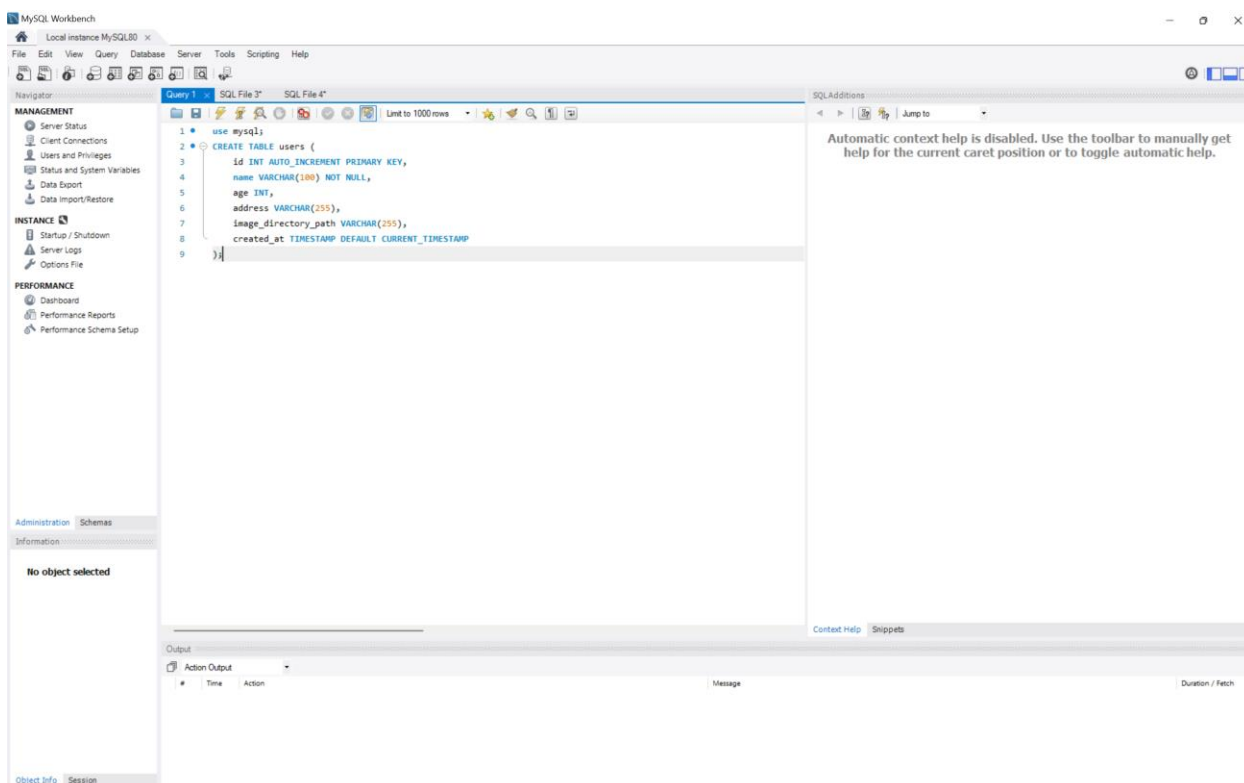 MySQL Workbench
Local instance MySQL80
File Edit View Query Database Server Tools Scripting Help
Navigator
MANAGEMENT
Server Status
Client Connections
Users and Privileges
Status and System Variables
Data Export
Data Import/Restore
INSTANCE
Startup / Shutdown
Server Logs
Options File
PERFORMANCE
Dashboard
Performance Reports
Performance Schema Setup
Administration Schemas
Information
No object selected
Object Info Session
Query 1 SQL File 3* SQL File 4*
Limit to 1000 rows
1 use mysql;
2 CREATE TABLE users (
3 id INT AUTO_INCREMENT PRIMARY KEY,
4 name VARCHAR(100) NOT NULL,
5 age INT,
6 address VARCHAR(255),
7 image_directory_path VARCHAR(255),
8 created_at TIMESTAMP DEFAULT CURRENT_TIMESTAMP
9 );
SQLAdditions
Jump to
Automatic context help is disabled. Use the toolbar to manually get
help for the current caret position or to toggle automatic help.
Context Help Snippets
Output
Action Output
# Time Action Message Duration / Fetch